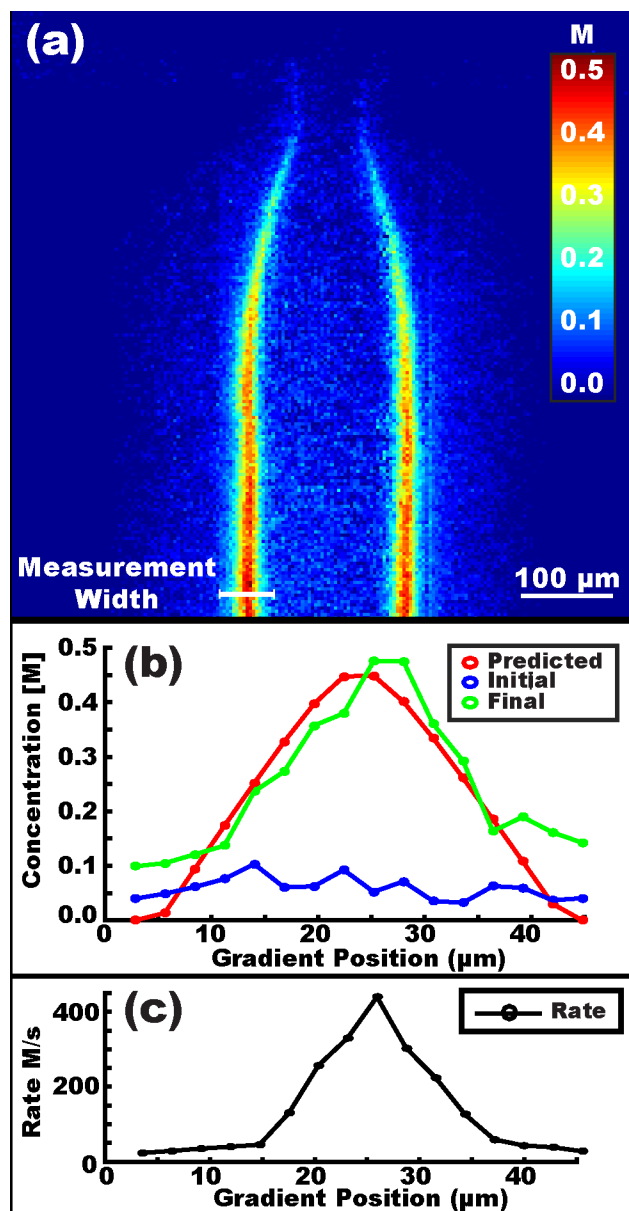 (a)
M
0.5
0.4
0.3
0.2
0.1
0.0
Measurement
Width
100 µm
(b)
Concentration [M]
0.5
0.4
0.3
0.2
0.1
0.0
Predicted
Initial
Final
0 10 20 30 40
Gradient Position (µm)
(c)
Rate M/s
400
200
0
Rate
0 10 20 30 40
Gradient Position (µm)